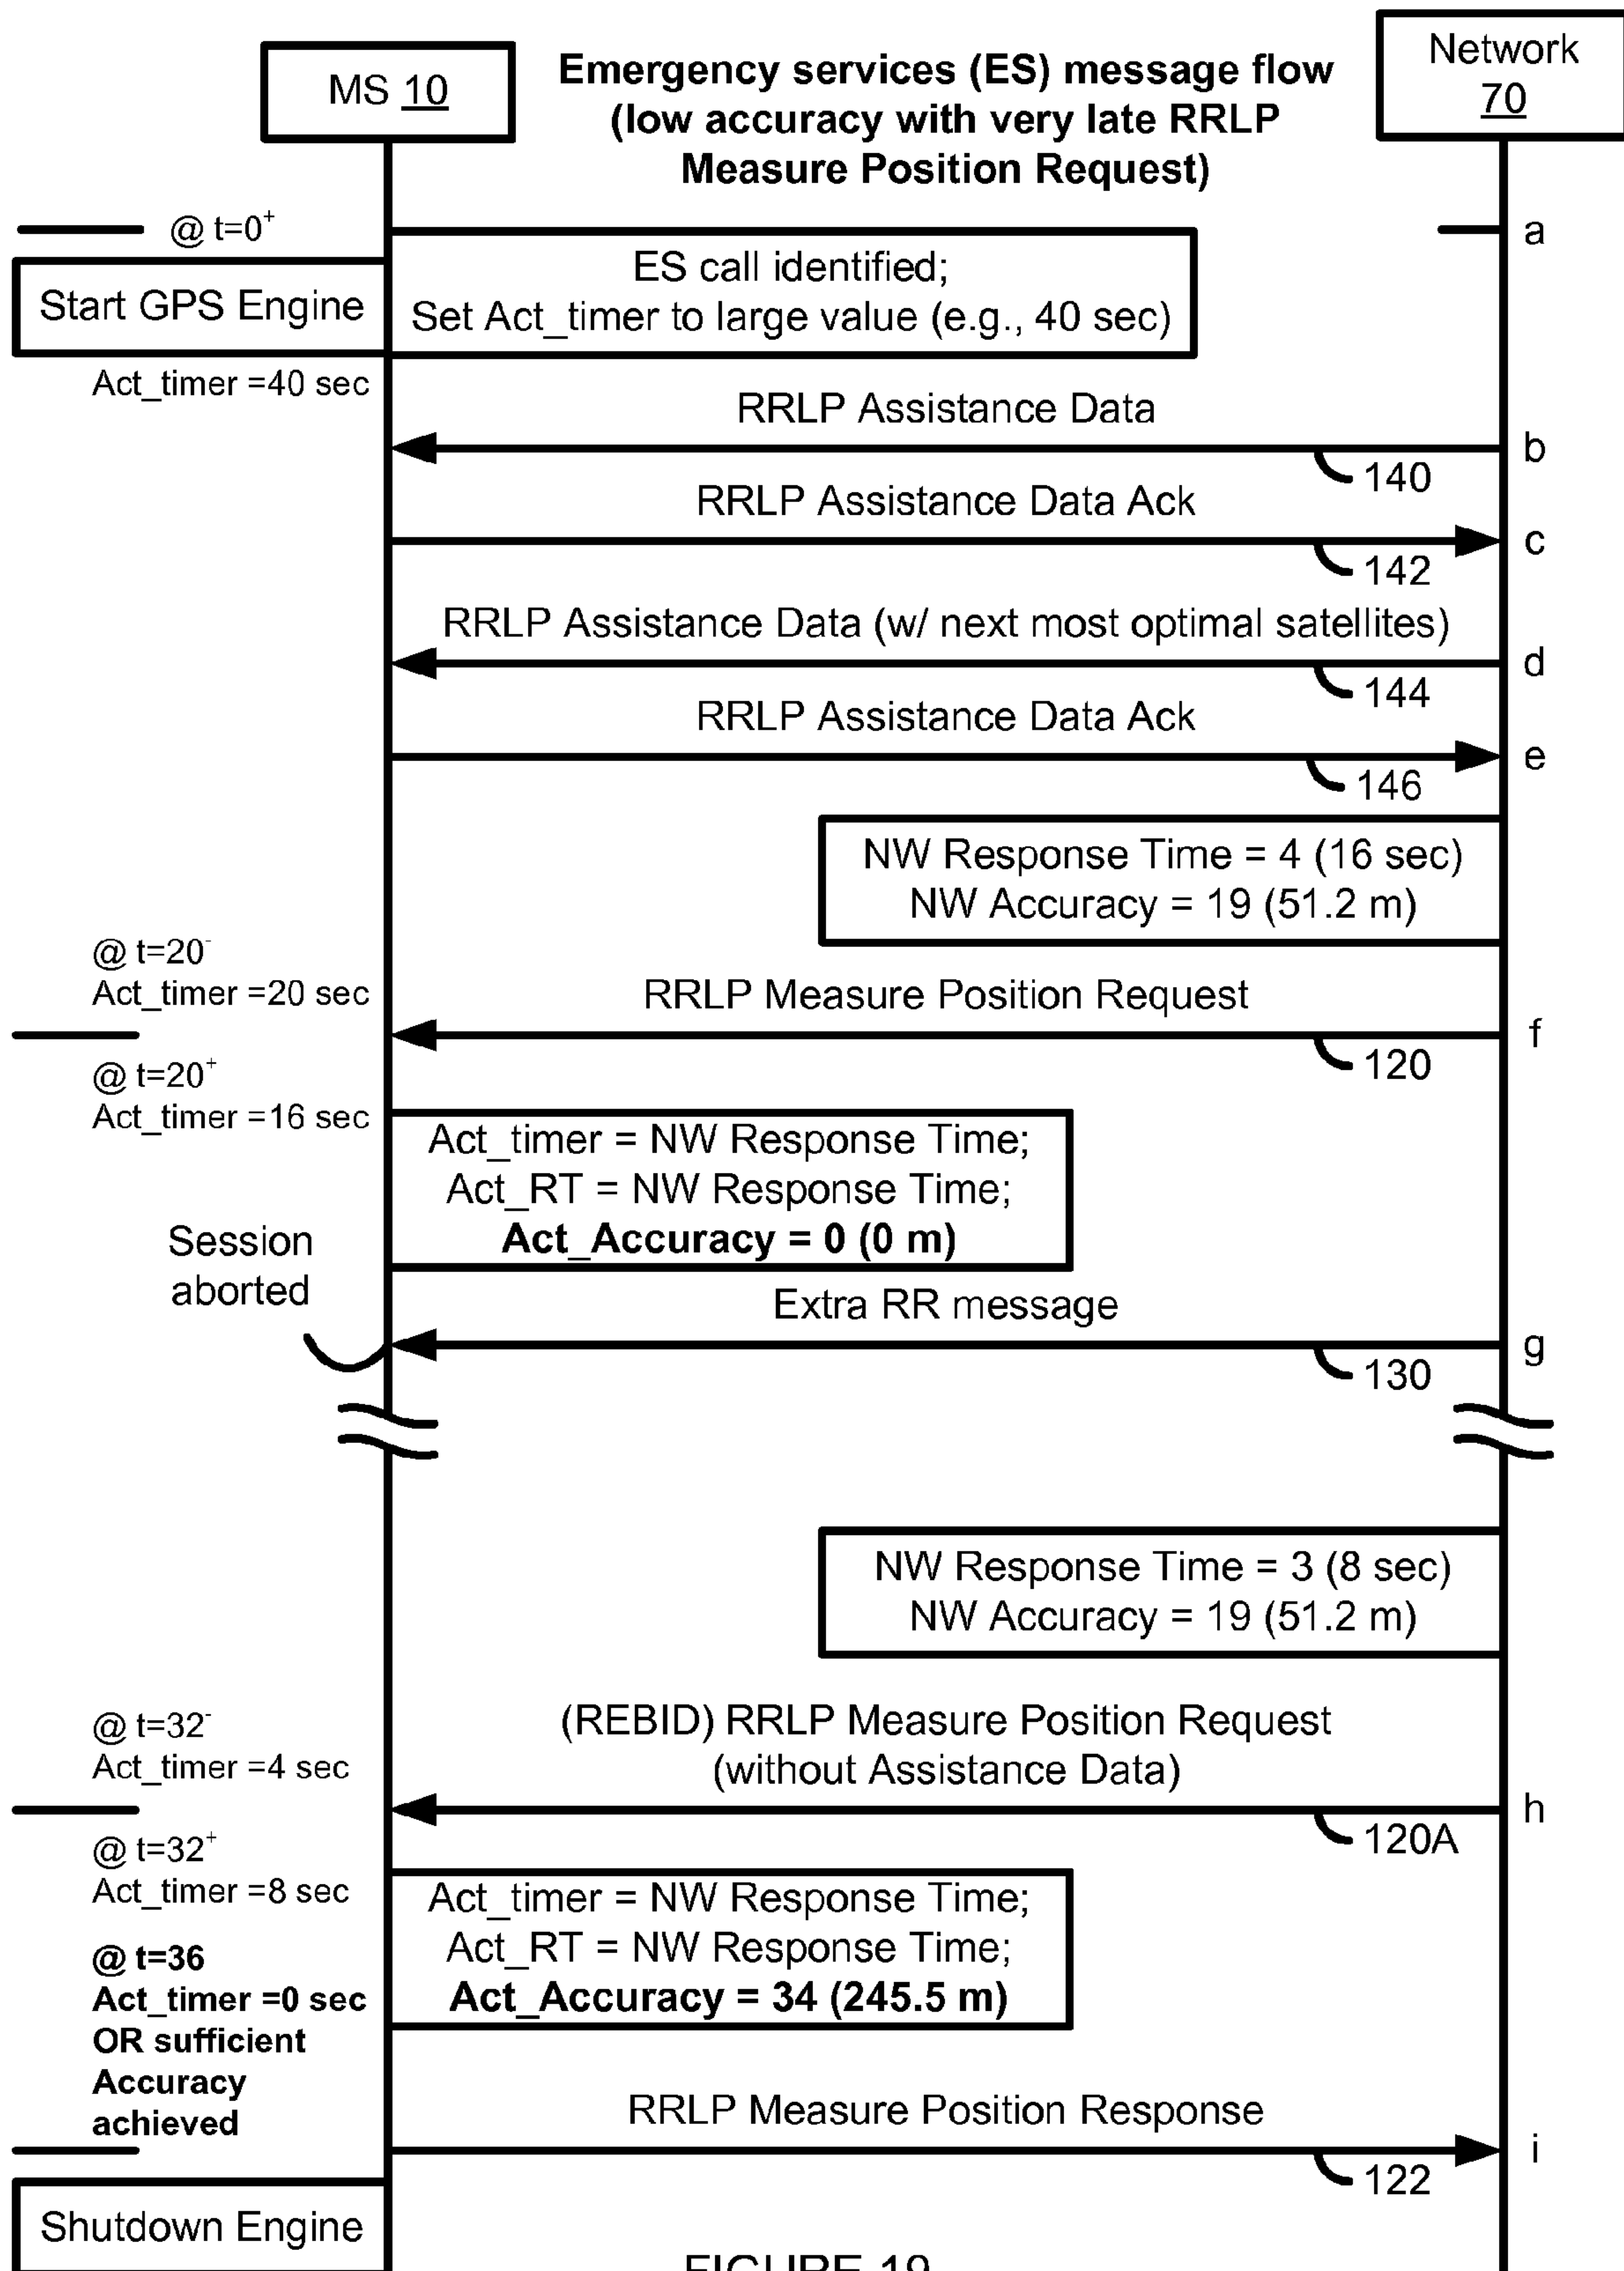 MS 10
Emergency services (ES) message flow
(low accuracy with very late RRLP
Measure Position Request)
Network
70
@ t=0+
a
Start GPS Engine
ES call identified;
Set Act_timer to large value (e.g., 40 sec)
Act_timer =40 sec
RRLP Assistance Data
b
140
RRLP Assistance Data Ack
c
142
RRLP Assistance Data (w/ next most optimal satellites)
d
144
RRLP Assistance Data Ack
e
146
NW Response Time = 4 (16 sec)
NW Accuracy = 19 (51.2 m)
@ t=20-
Act_timer =20 sec
RRLP Measure Position Request
f
120
@ t=20+
Act_timer =16 sec
Act_timer = NW Response Time;
Act_RT = NW Response Time;
Act_Accuracy = 0 (0 m)
Session
aborted
Extra RR message
g
130
NW Response Time = 3 (8 sec)
NW Accuracy = 19 (51.2 m)
@ t=32-
Act_timer =4 sec
(REBID) RRLP Measure Position Request
(without Assistance Data)
h
120A
@ t=32+
Act_timer =8 sec
Act_timer = NW Response Time;
Act_RT = NW Response Time;
Act_Accuracy = 34 (245.5 m)
@ t=36
Act_timer =0 sec
OR sufficient
Accuracy
achieved
RRLP Measure Position Response
i
122
Shutdown Engine
FIGURE 19